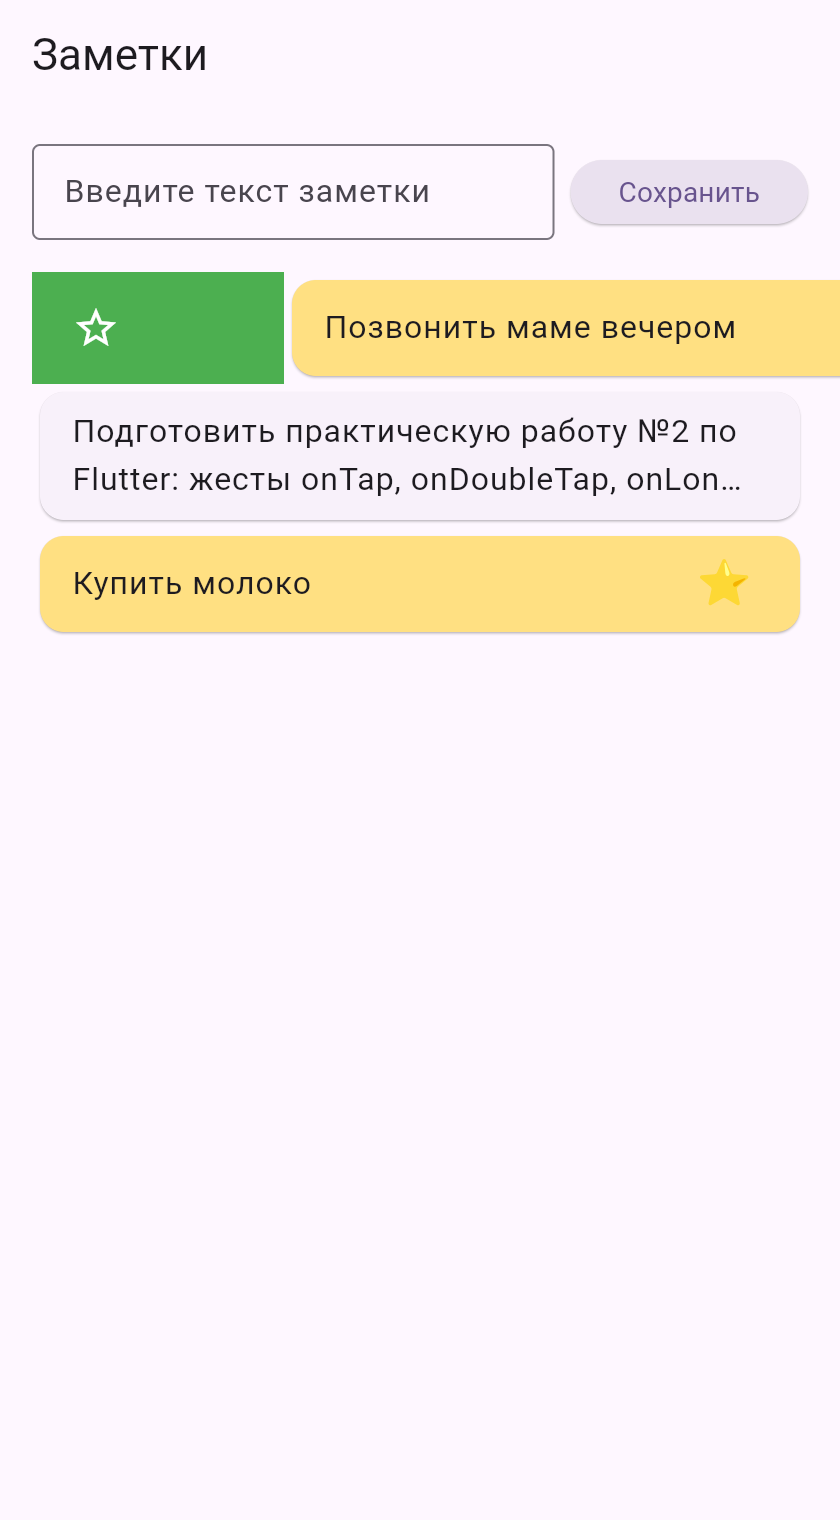 Заметки
Введите текст заметки
Сохранить
Позвонить маме вечером
Подготовить практическую работу №2 по
Flutter: жесты onTap, onDoubleTap, onLon…
Купить молоко